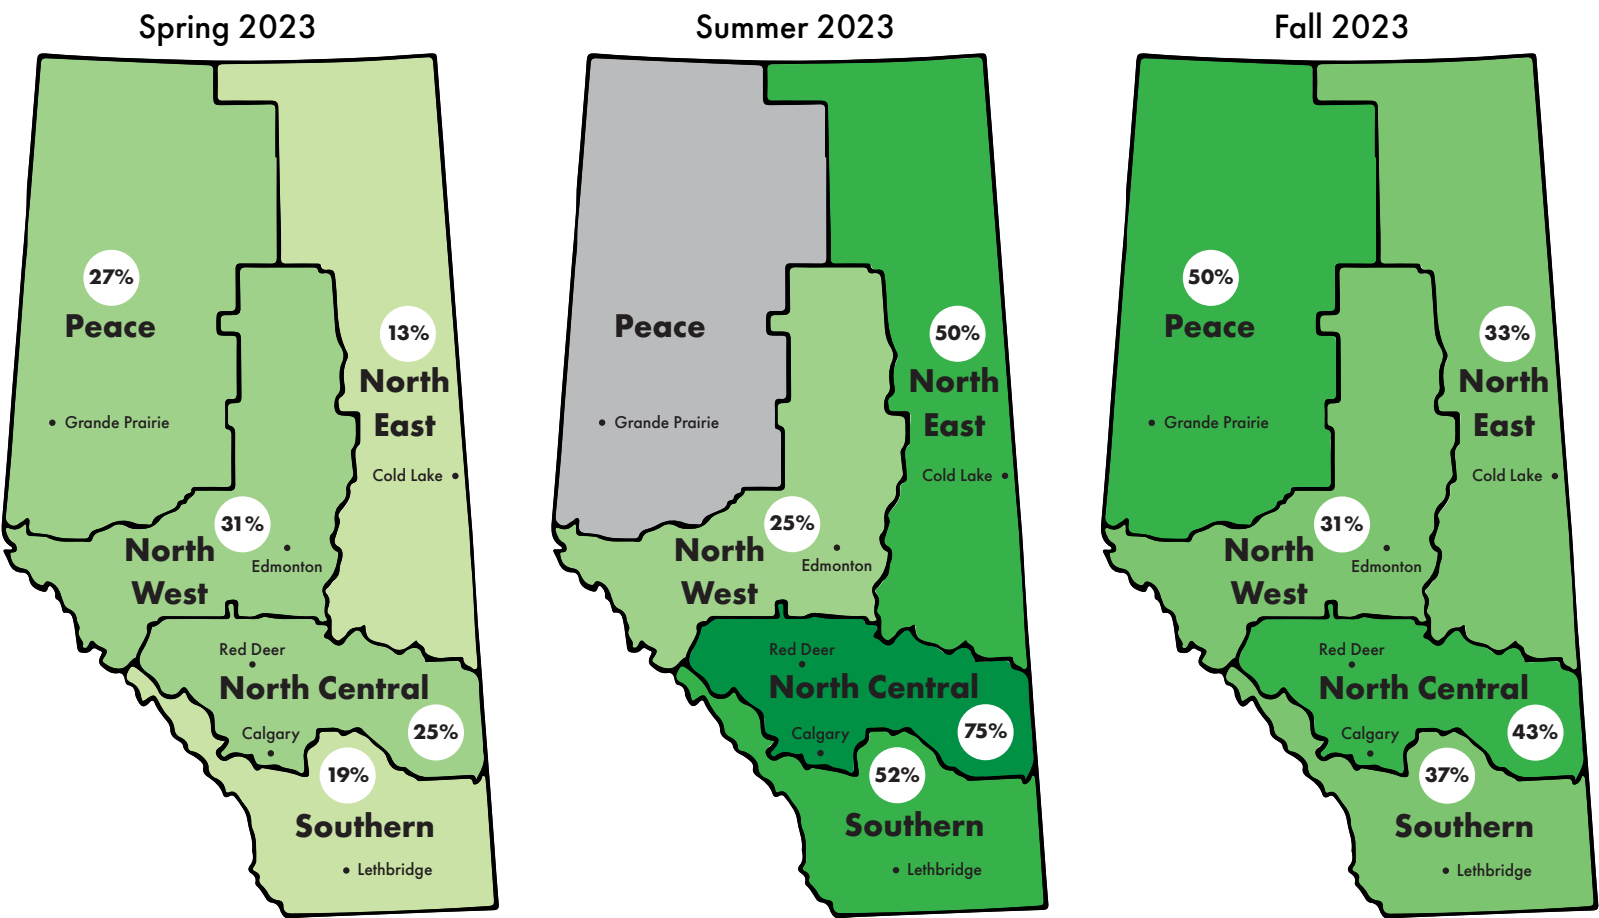 Spring 2023
27%
Peace
13%
North
East
Grande Prairie
Cold Lake
31%
North
West
Edmonton
Red Deer
North Central
Calgary
25%
19%
Southern
Lethbridge
Summer 2023
Peace
50%
North
East
Grande Prairie
Cold Lake
25%
North
West
Edmonton
Red Deer
North Central
Calgary
75%
52%
Southern
Lethbridge
Fall 2023
50%
Peace
33%
North
East
Grande Prairie
Cold Lake
31%
North
West
Edmonton
Red Deer
North Central
Calgary
43%
37%
Southern
Lethbridge